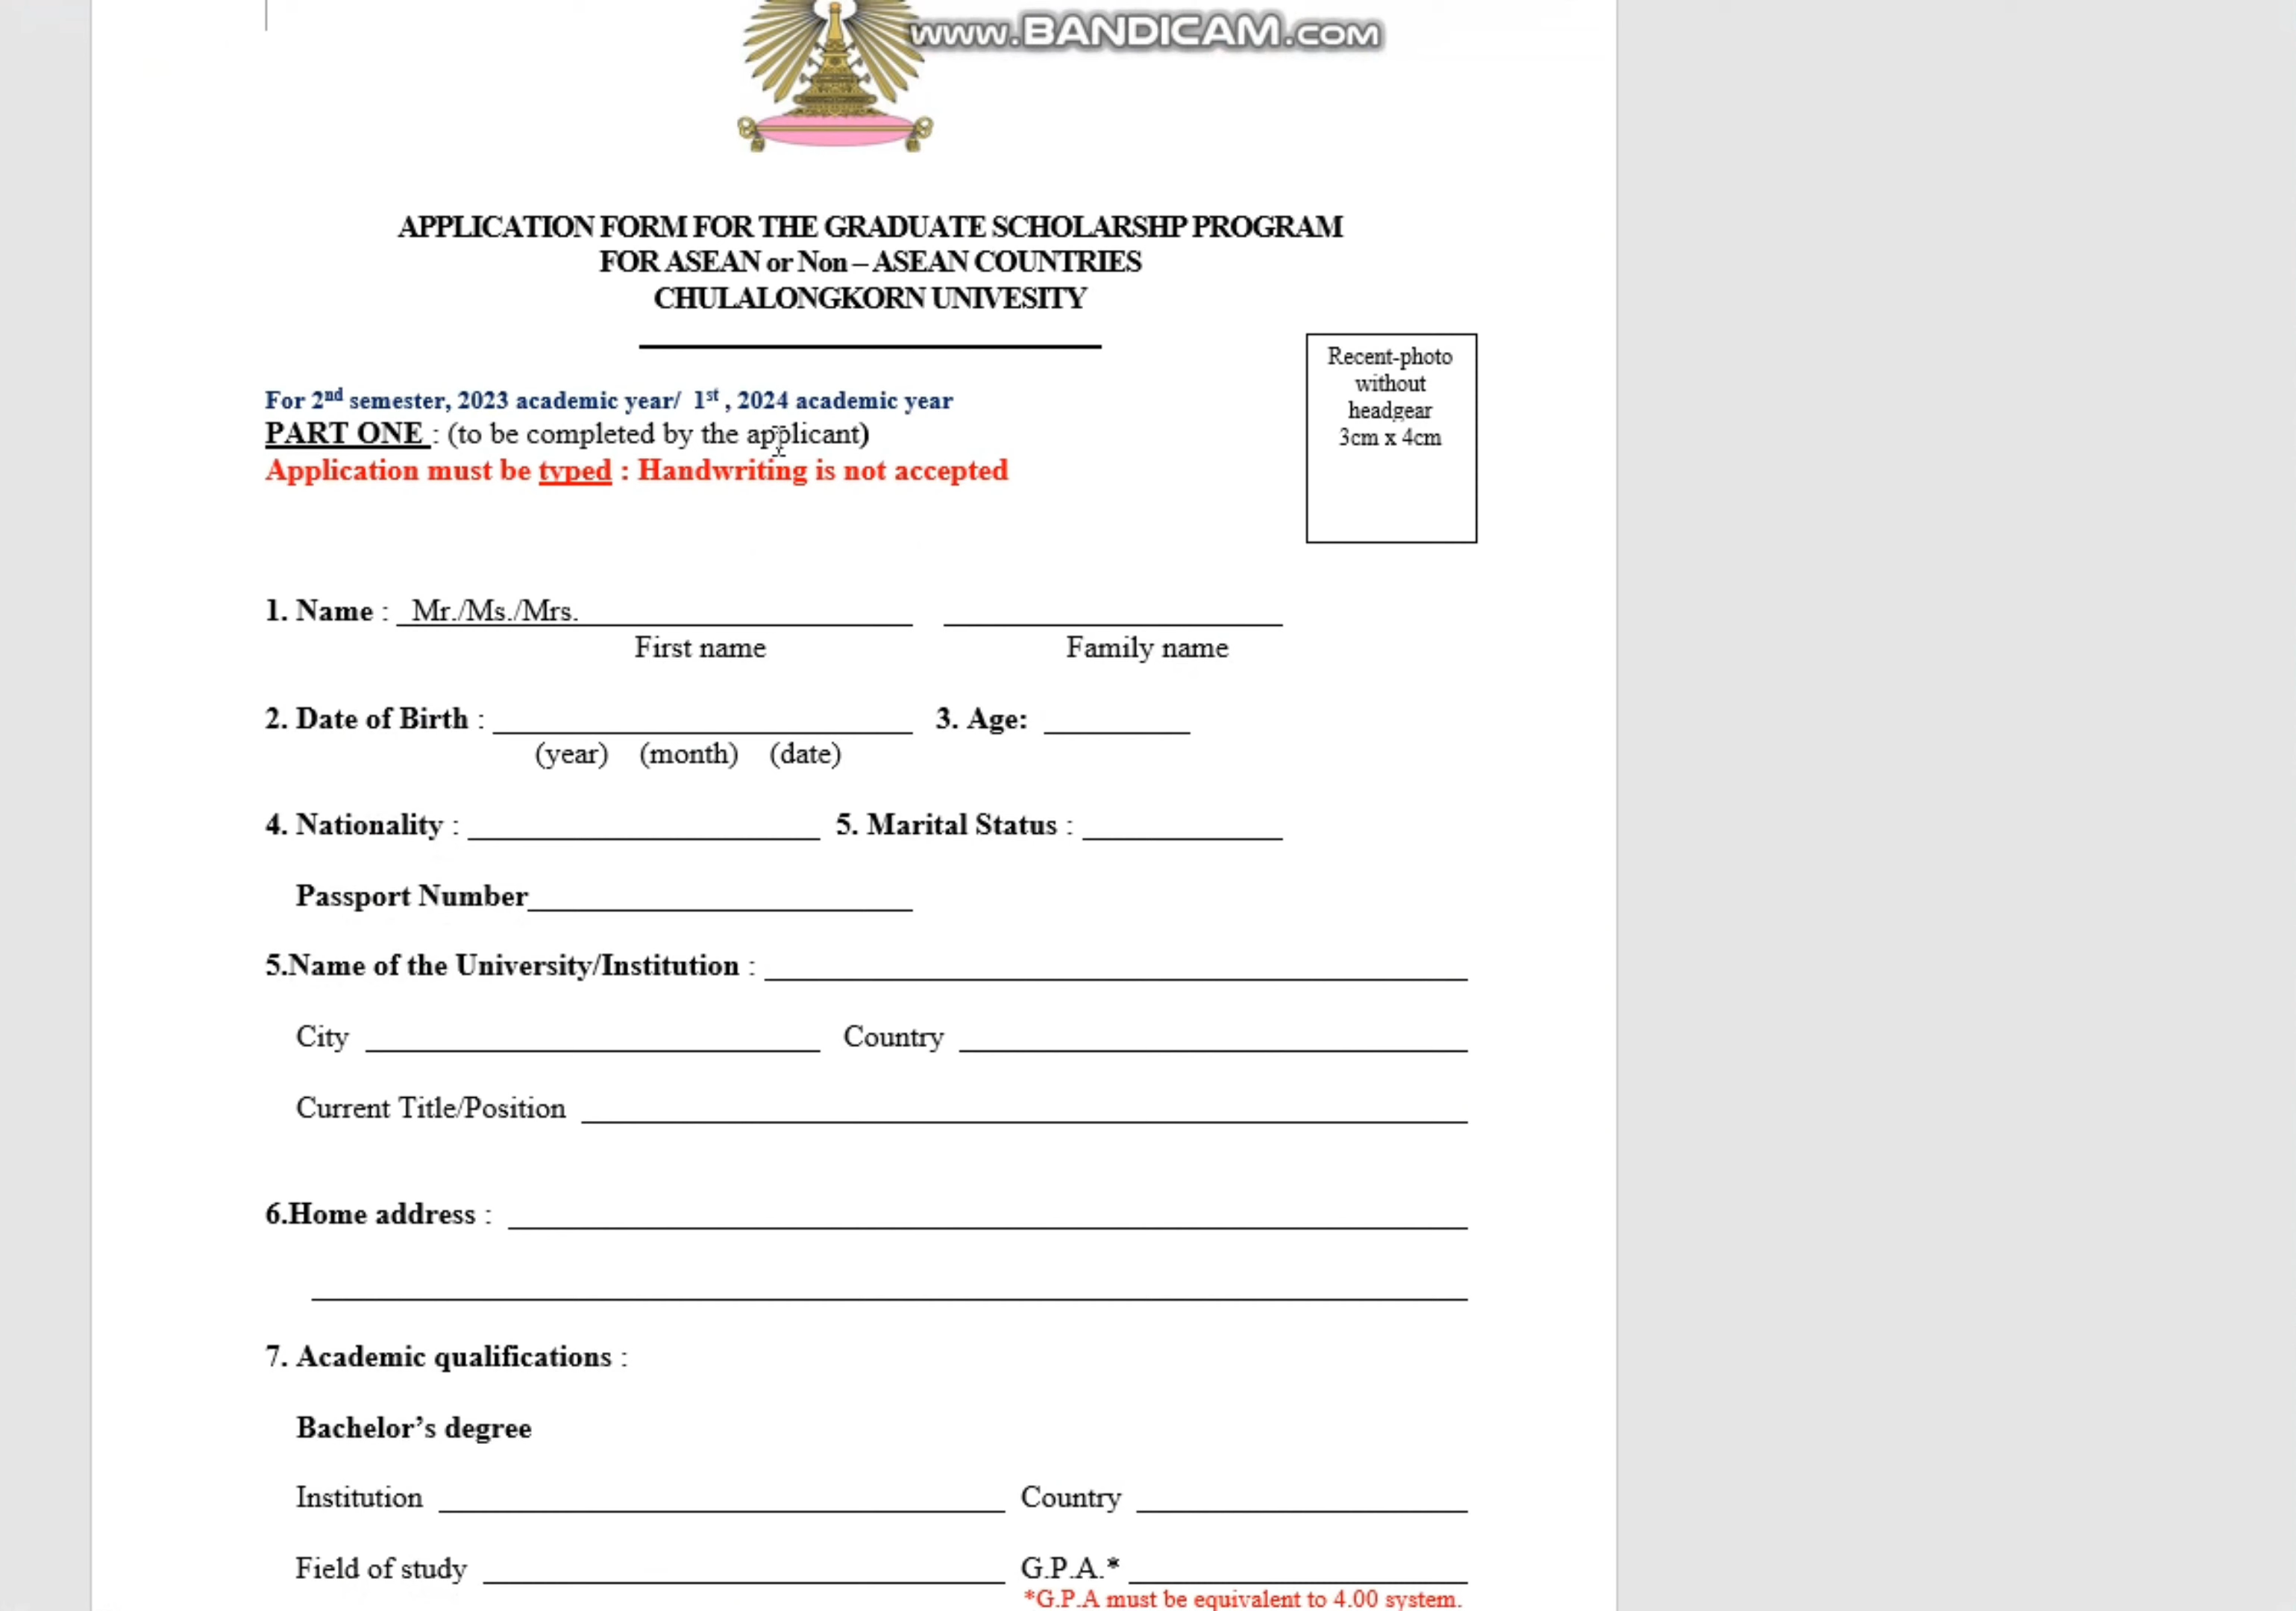 www.BANDICAM.com
APPLICATION FORM FOR THE GRADUATE SCHOLARSHP PROGRAM
FOR ASEAN or Non – ASEAN COUNTRIES
CHULALONGKORN UNIVESITY
Recent-photo
without
headgear
3cm x 4cm
For 2nd semester, 2023 academic year/ 1st , 2024 academic year
PART ONE : (to be completed by the applicant)
Application must be typed : Handwriting is not accepted
1. Name : Mr./Ms./Mrs.
First name Family name
2. Date of Birth : 3. Age:
(year) (month) (date)
4. Nationality : 5. Marital Status :
Passport Number
5.Name of the University/Institution :
City Country
Current Title/Position
6.Home address :
7. Academic qualifications :
Bachelor’s degree
Institution Country
Field of study G.P.A.*
*G.P.A must be equivalent to 4.00 system.